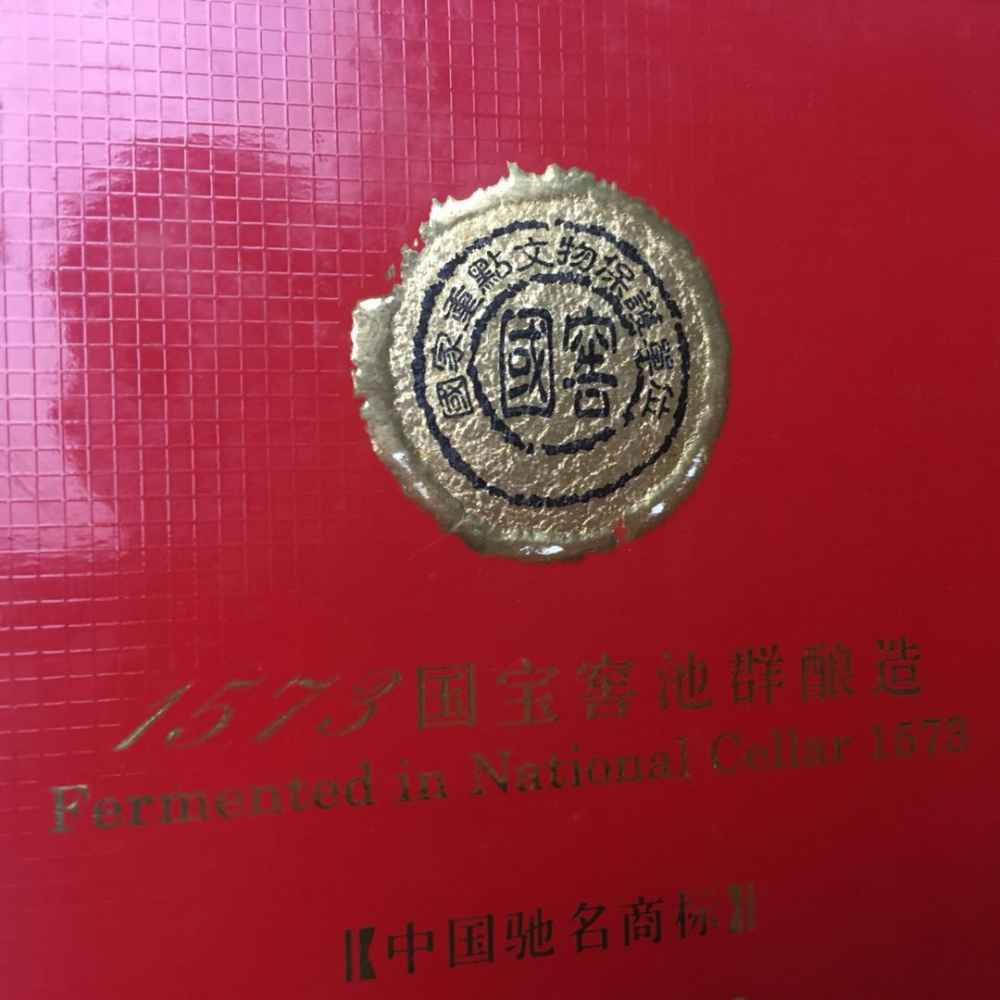 國家重點文物保護單位
國窖
1573国宝窖池群酿造
Fermented in National Cellar 1573
【中国驰名商标】